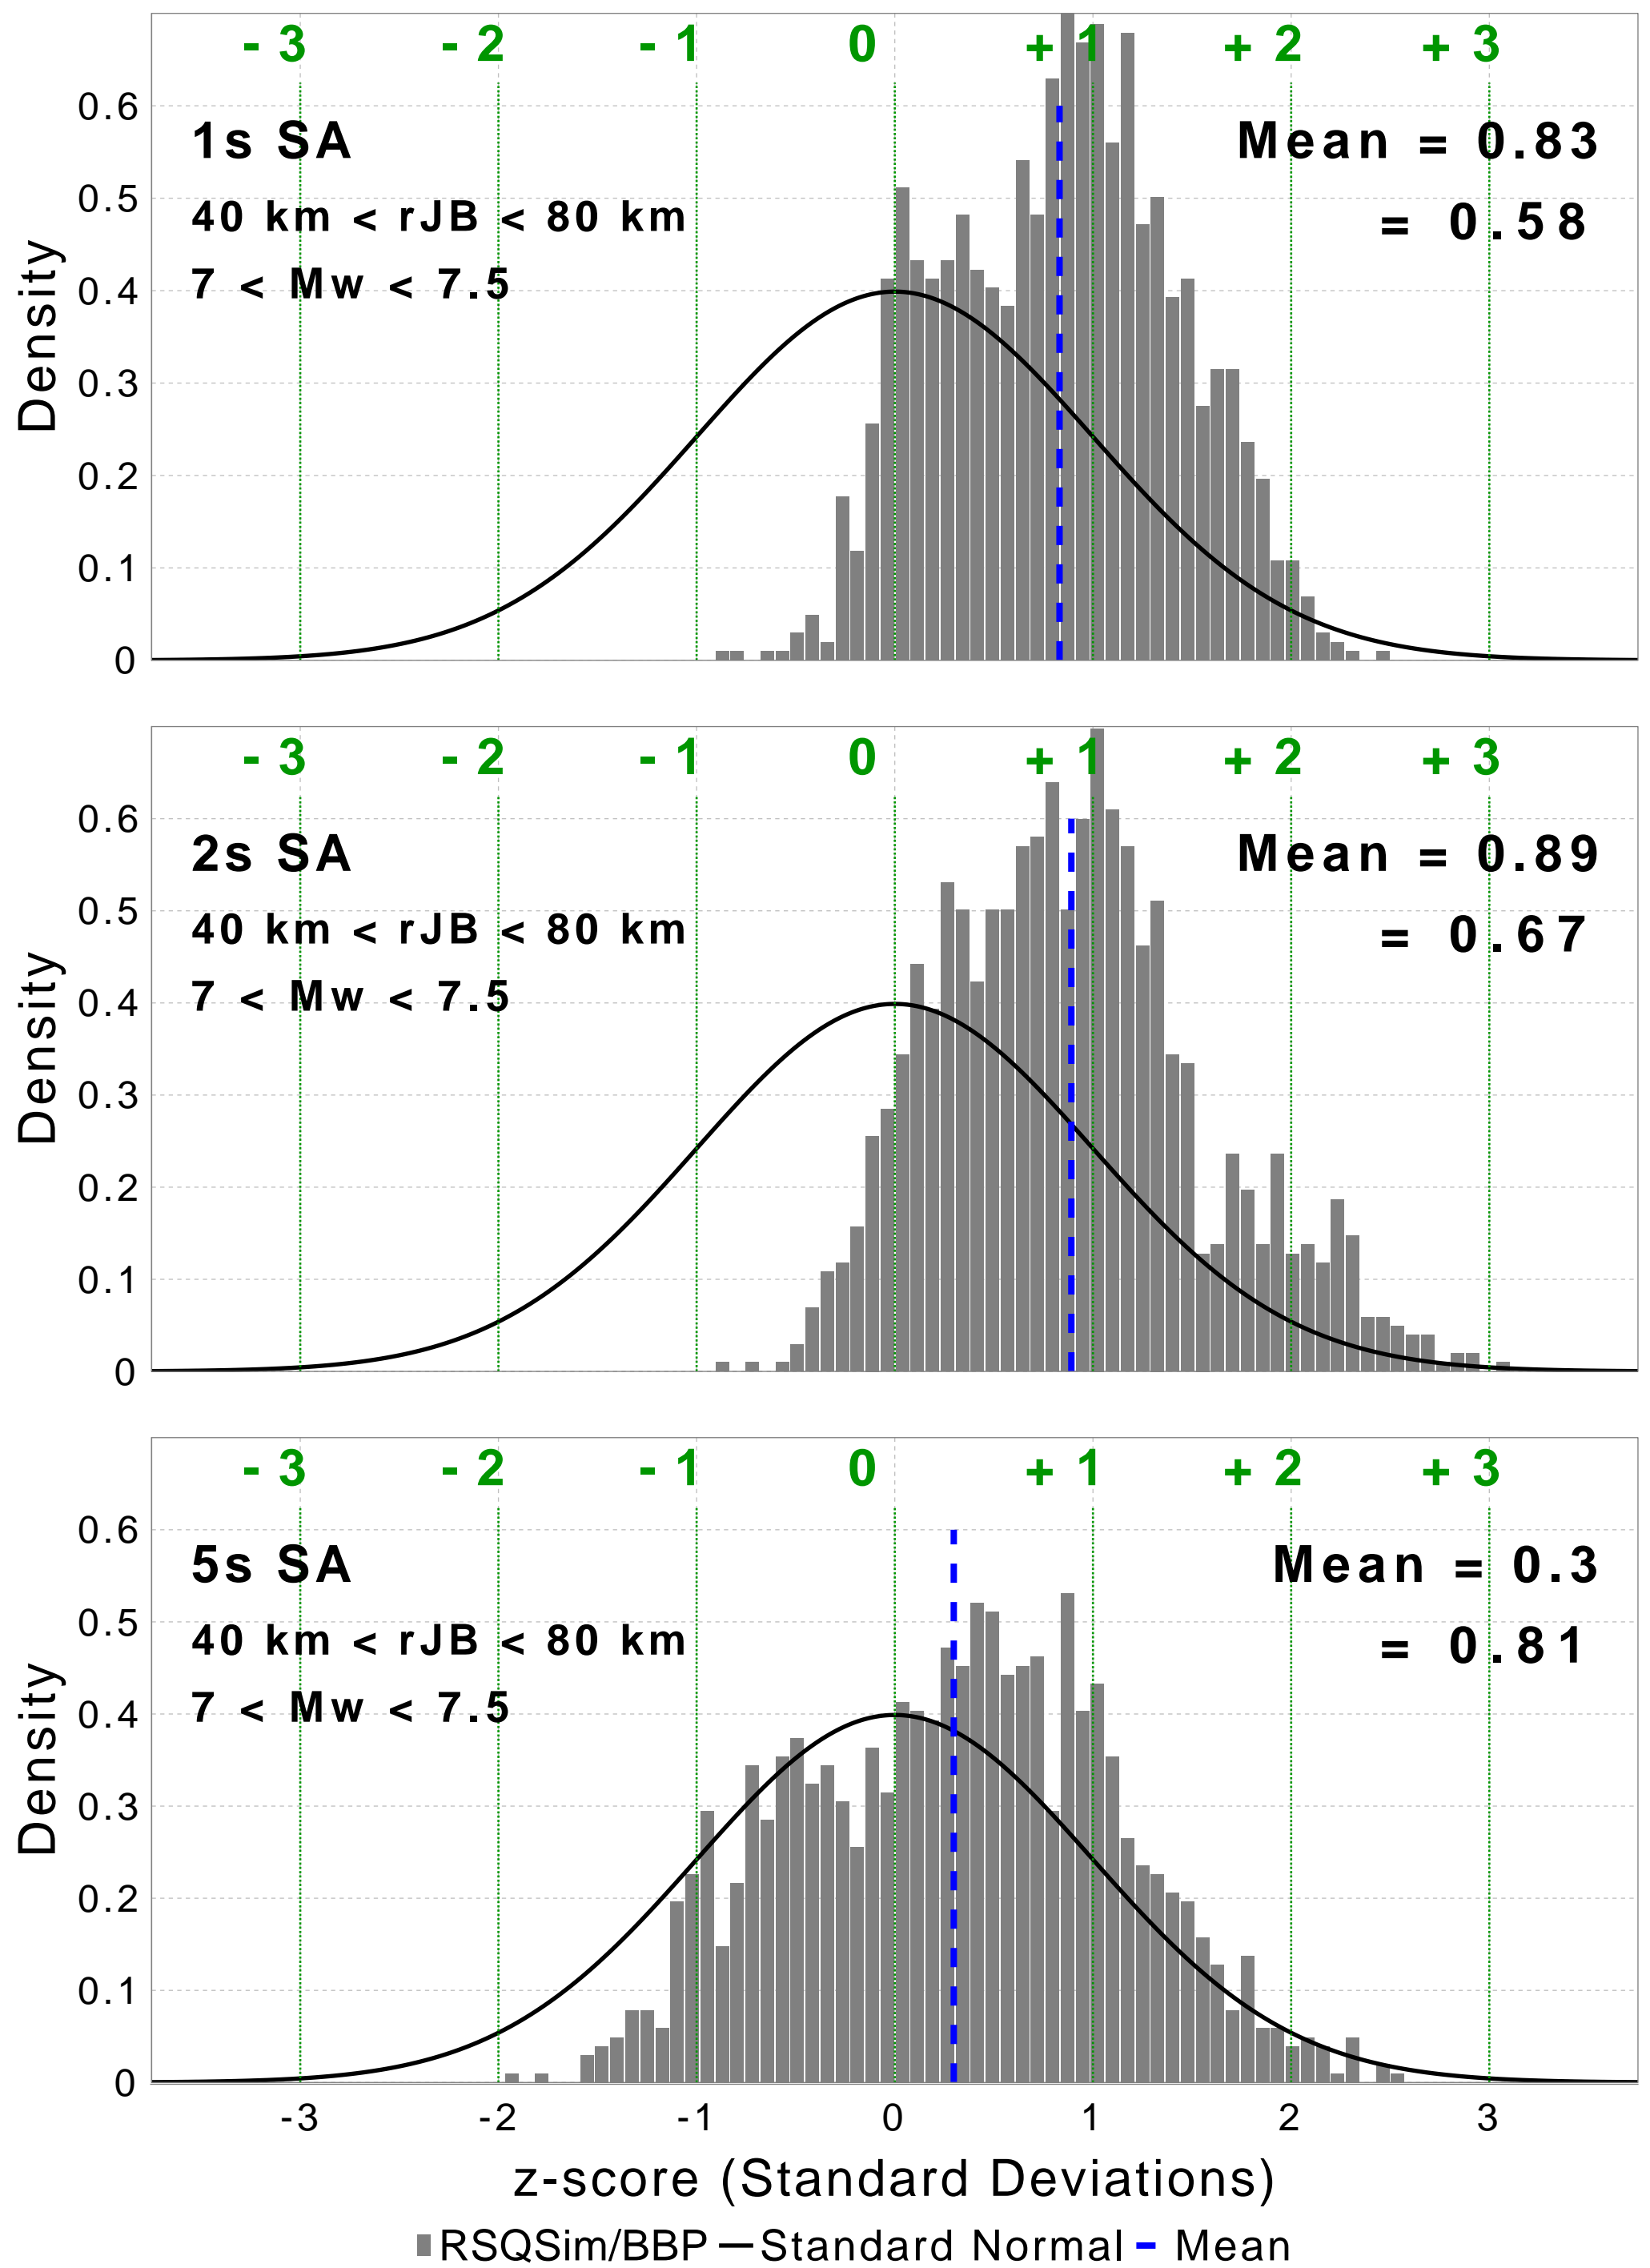 - 3 - 2 - 1 0 + 1 + 2 + 3
0.6
1s SA
Mean = 0.83
0.5
40 km < rJB < 80 km
= 0.58
7 < Mw < 7.5
0.4
Density
0.3
0.2
0.1
0
- 3 - 2 - 1 0 + 1 + 2 + 3
0.6
2s SA
Mean = 0.89
0.5
40 km < rJB < 80 km
= 0.67
7 < Mw < 7.5
0.4
Density
0.3
0.2
0.1
0
- 3 - 2 - 1 0 + 1 + 2 + 3
0.6
5s SA
Mean = 0.3
0.5
40 km < rJB < 80 km
= 0.81
7 < Mw < 7.5
0.4
Density
0.3
0.2
0.1
0
-3 -2 -1 0 1 2 3
z-score (Standard Deviations)
RSQSim/BBP Standard Normal Mean